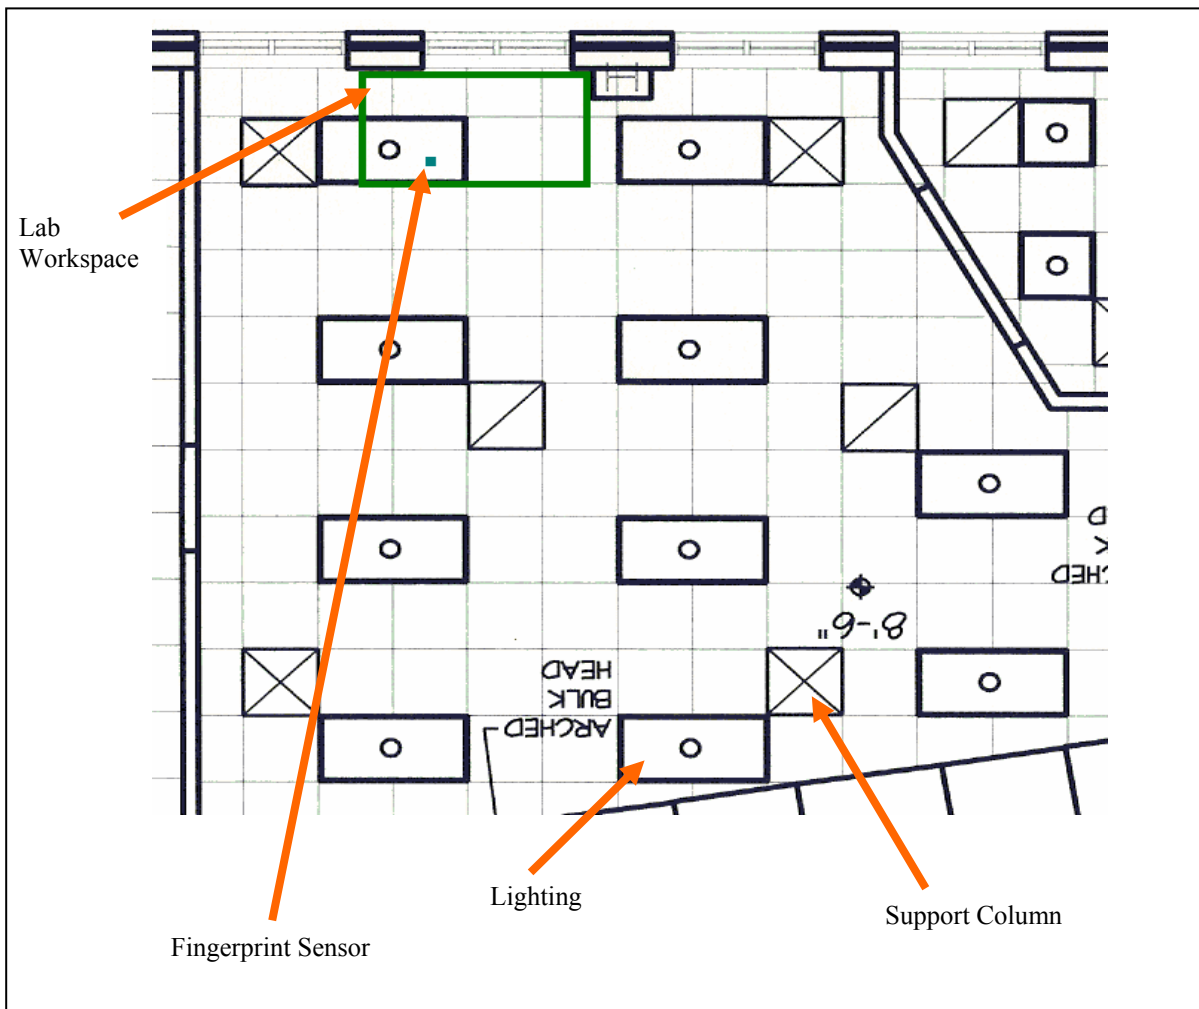 Lab
Workspace
8'-6"
ARCHED
BULK
HEAD
Lighting
Support Column
Fingerprint Sensor